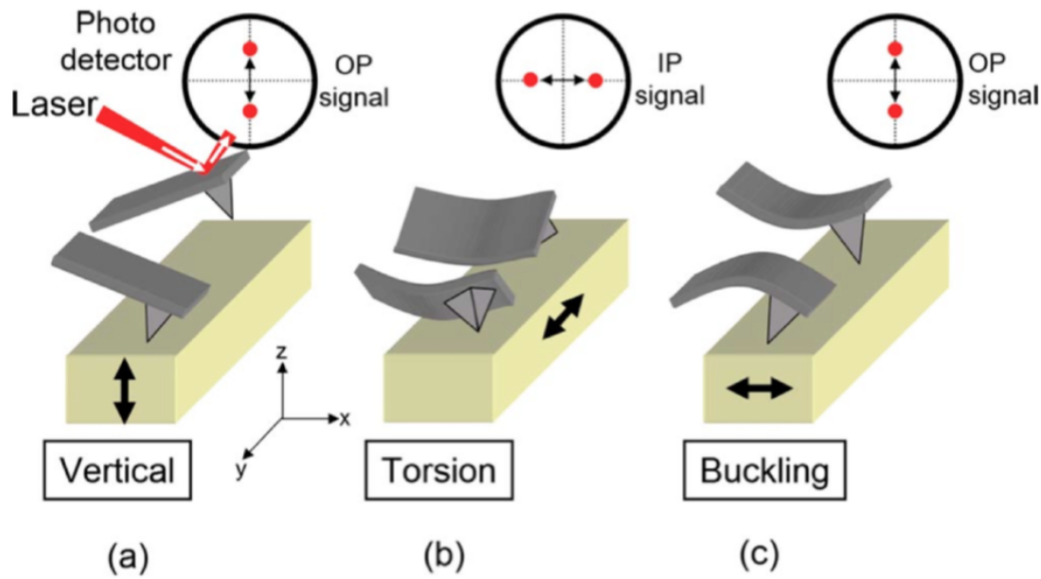 Photo
detector
Laser
OP
signal
IP
signal
OP
signal
z
x
y
Vertical
Torsion
Buckling
(a)
(b)
(c)